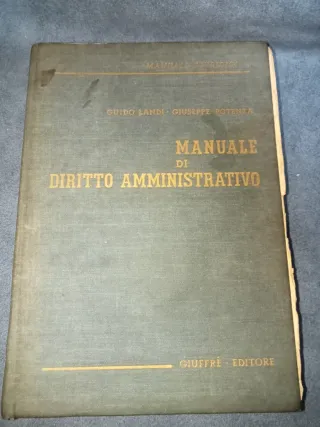 GUIDO LANDI - GIUSEPPE POTENZA
MANUALE
DI
DIRITTO AMMINISTRATIVO
GIUFFRÈ - EDITORE